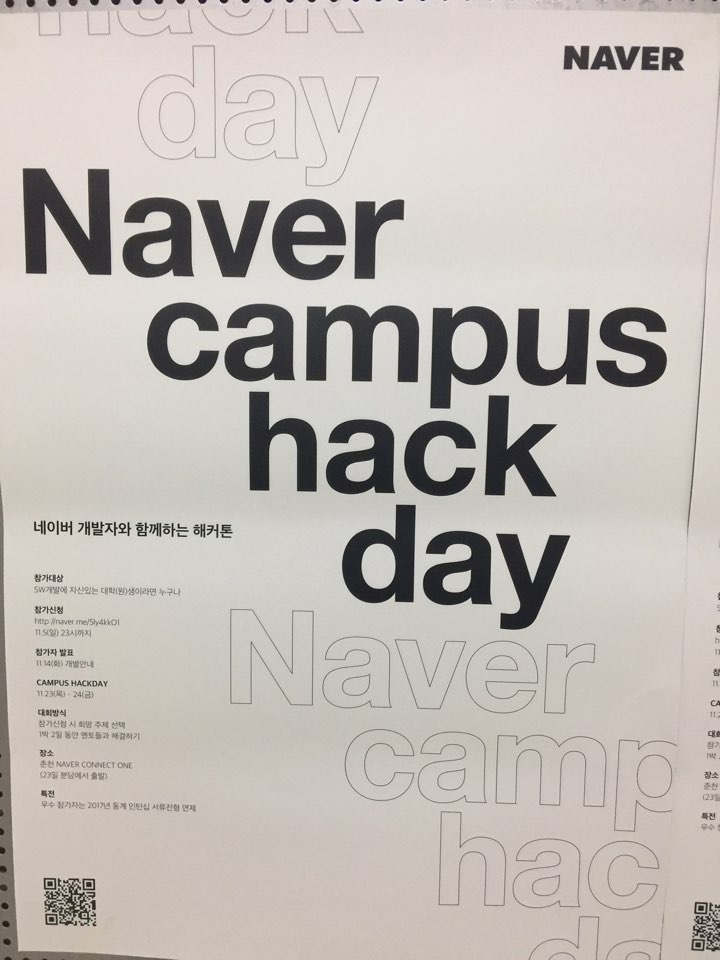 hack
day
NAVER
Naver
campus
hack
day
네이버 개발자와 함께하는 해커톤
참가대상
SW개발에 자신있는 대학(원)생이라면 누구나
참가신청
http://naver.me/5ly4kkO1
11.5(일) 23시까지
참가자 발표
11.14(화) 개별안내
CAMPUS HACKDAY
11.23(목) - 24(금)
대회방식
참가신청 시 희망 주제 선택
1박 2일 동안 멘토들과 해결하기
장소
춘천 NAVER CONNECT ONE
(23일 분당에서 출발)
특전
우수 참가자는 2017년 동계 인턴십 서류전형 면제
Naver
camp
hac
da